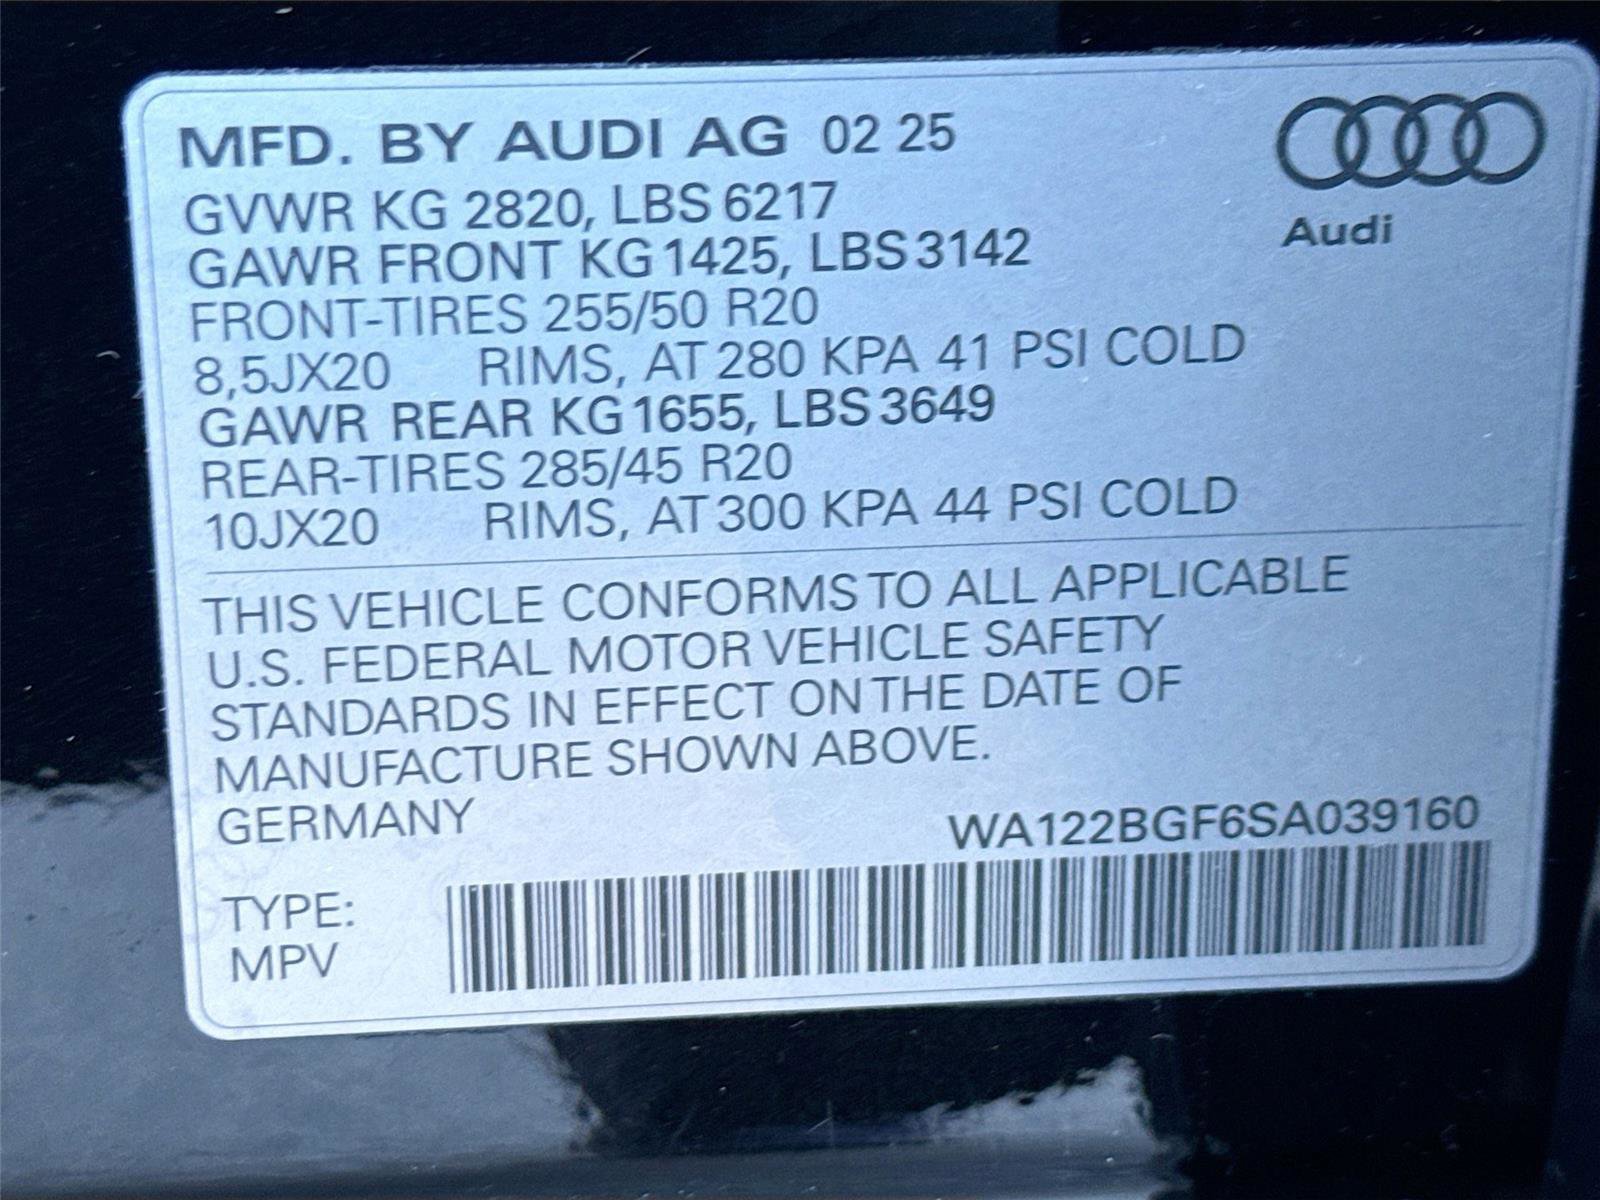 MFD. BY AUDI AG 02 25
Audi
GVWR KG 2820, LBS 6217
GAWR FRONT KG 1425, LBS 3142
FRONT-TIRES 255/50 R20
8,5JX20 RIMS, AT 280 KPA 41 PSI COLD
GAWR REAR KG 1655, LBS 3649
REAR-TIRES 285/45 R20
10JX20 RIMS, AT 300 KPA 44 PSI COLD
THIS VEHICLE CONFORMS TO ALL APPLICABLE
U.S. FEDERAL MOTOR VEHICLE SAFETY
STANDARDS IN EFFECT ON THE DATE OF
MANUFACTURE SHOWN ABOVE.
GERMANY
WA122BGF6SA039160
TYPE:
MPV